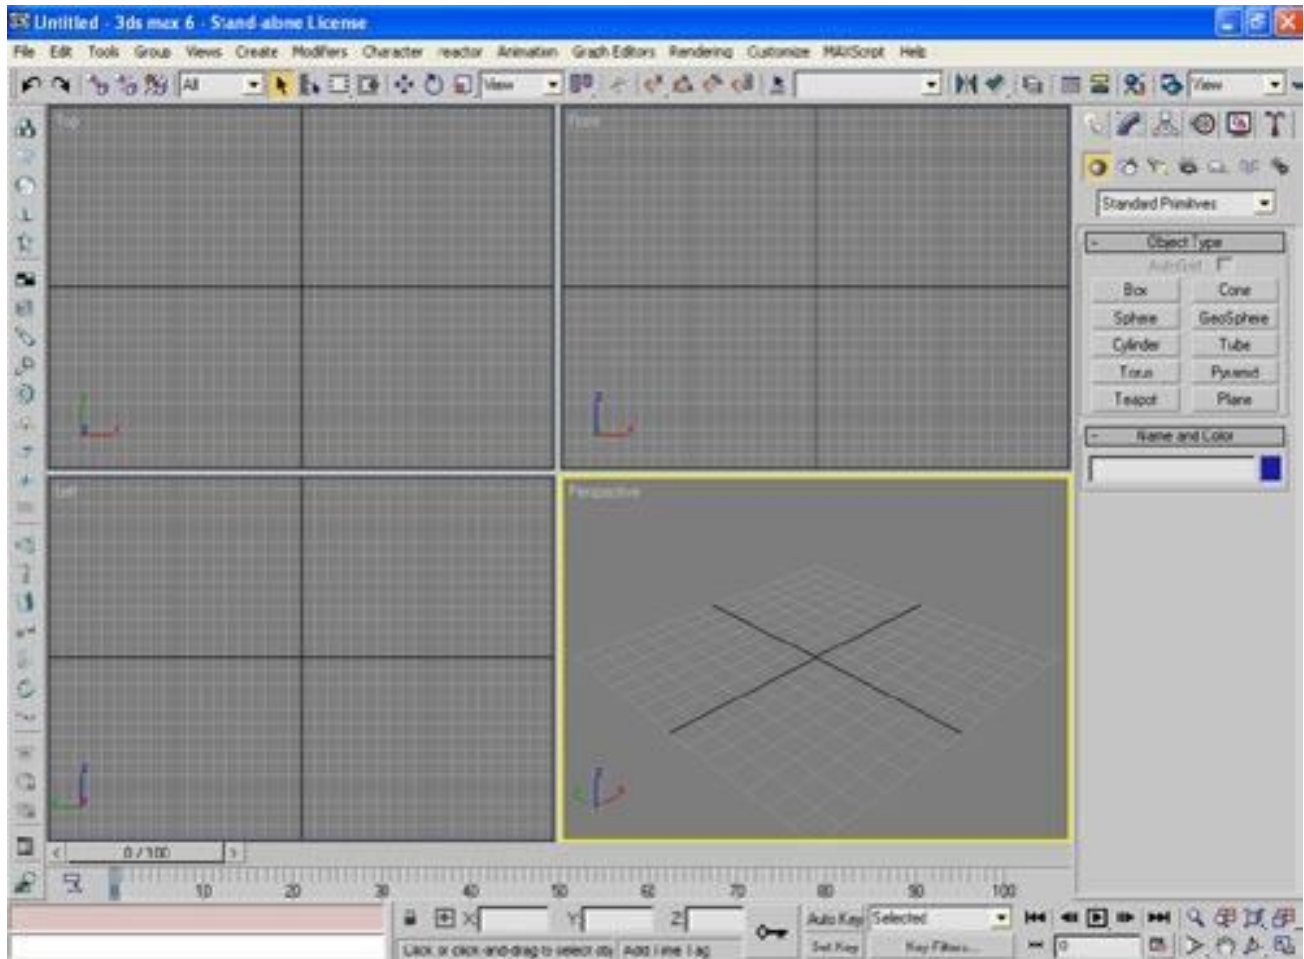 Untitled - 3ds max 6 - Stand-alone License
File Edit Tools Group Views Create Modifiers Character reactor Animation Graph Editors Rendering Customize MAXScript Help
All View View
Top Front
Standard Primitives
- Object Type
AutoGrid
Box Cone
Sphere GeoSphere
Cylinder Tube
Torus Pyramid
Teapot Plane
- Name and Color
Left Perspective
< 0 / 100 >
0 10 20 30 40 50 60 70 80 90 100
X: Y: Z: Auto Key Selected
Click or click-and-drag to select obj Add Time Tag Set Key Key Filters... 0